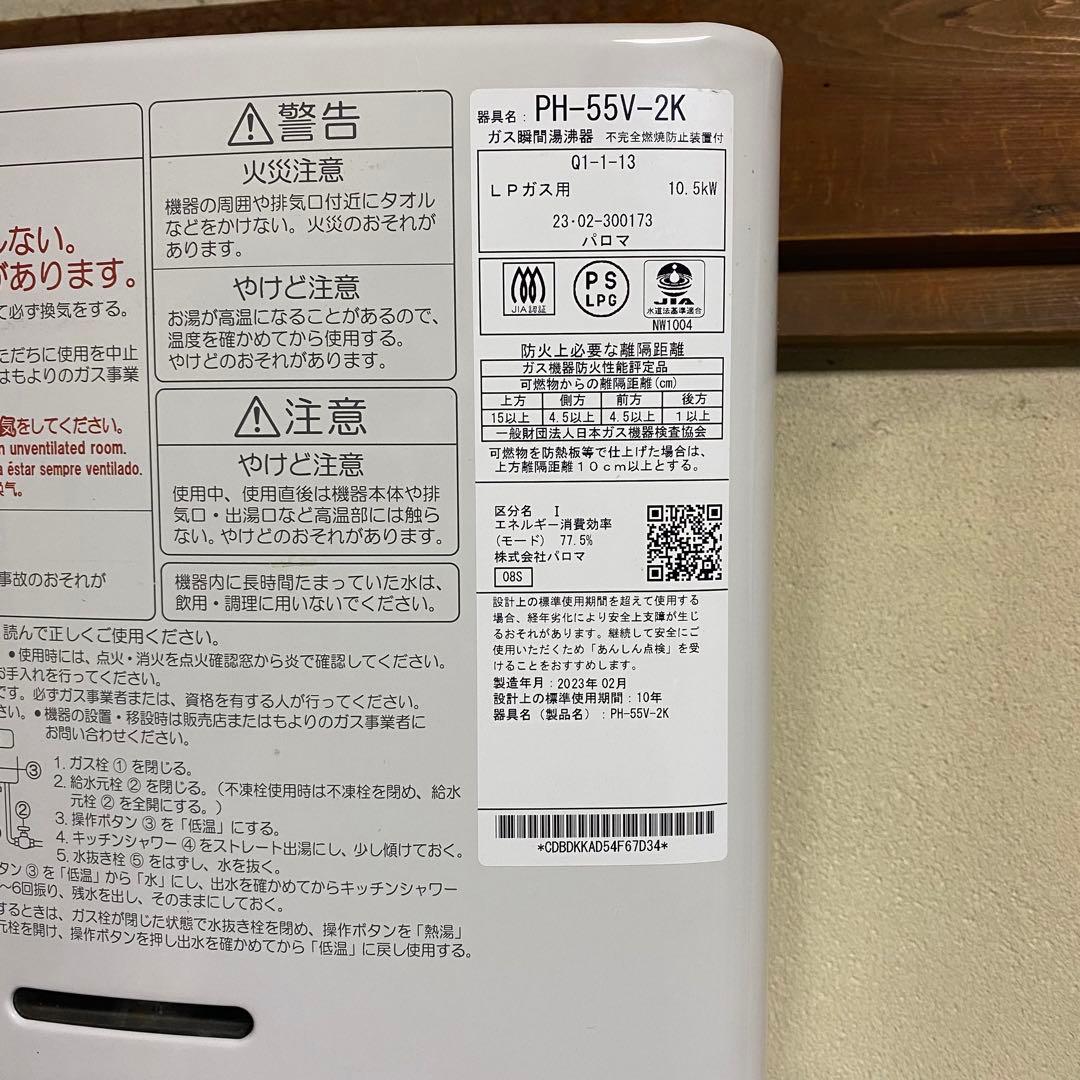 しない。
があります。
て必ず換気をする。
ただちに使用を中止
はもよりのガス事業
気をしてください。
n unventilated room.
a éstar sempre ventilado.
换气。
事故のおそれが
⚠警告
火災注意
機器の周囲や排気口付近にタオル
などをかけない。火災のおそれが
あります。
やけど注意
お湯が高温になることがあるので、
温度を確かめてから使用する。
やけどのおそれがあります。
⚠注意
やけど注意
使用中、使用直後は機器本体や排
気口・出湯口など高温部には触ら
ない。やけどのおそれがあります。
機器内に長時間たまっていた水は、
飲用・調理に用いないでください。
読んで正しくご使用ください。
●使用時には、点火・消火を点火確認窓から炎で確認してください。
お手入れを行ってください。
です。必ずガス事業者または、資格を有する人が行ってください。
さい。●機器の設置・移設時は販売店またはもよりのガス事業者に
お問い合わせください。
③
②
1. ガス栓①を閉じる。
2. 給水元栓②を閉じる。(不凍栓使用時は不凍栓を閉め、給水
元栓②を全開にする。)
3. 操作ボタン③を「低温」にする。
4. キッチンシャワー④をストレート出湯にし、少し傾けておく。
5. 水抜き栓⑤をはずし、水を抜く。
タン③を「低温」から「水」にし、出水を確かめてからキッチンシャワー
～6回振り、残水を出し、そのままにしておく。
するときは、ガス栓が閉じた状態で水抜き栓を閉め、操作ボタンを「熱湯」
元栓を開け、操作ボタンを押し出水を確かめてから「低温」に戻し使用する。
器具名: PH-55V-2K
ガス瞬間湯沸器 不完全燃焼防止装置付
Q1-1-13
LPガス用 10.5kW
23・02-300173
パロマ
JIA認証
PS LPG
JIA
水道法基準適合
NW1004
防火上必要な離隔距離
ガス機器防火性能評定品
可燃物からの離隔距離(cm)
上方 側方 前方 後方
15以上 4.5以上 4.5以上 1以上
一般財団法人日本ガス機器検査協会
可燃物を防熱板等で仕上げた場合は、
上方離隔距離10cm以上とする。
区分名 I
エネルギー消費効率
(モード) 77.5%
株式会社パロマ
08S
設計上の標準使用期間を超えて使用する
場合、経年劣化により安全上支障が生じ
るおそれがあります。継続して安全にご
使用いただくため「あんしん点検」を受
けることをおすすめします。
製造年月:2023年02月
設計上の標準使用期間:10年
器具名(製品名):PH-55V-2K
*CDBDKKAD54F67D34*